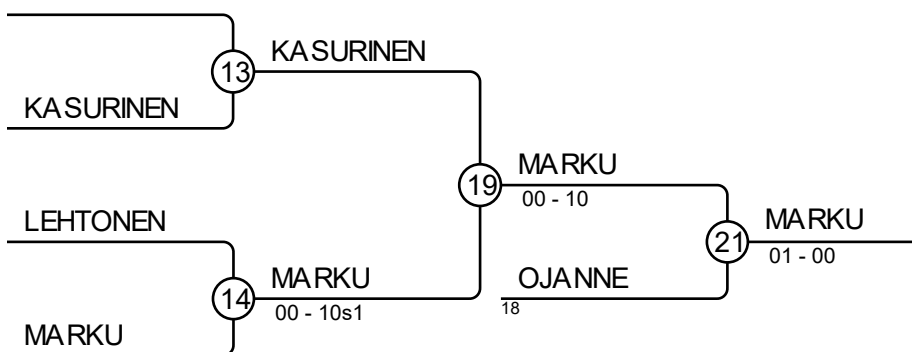 KASURINEN
13
KASURINEN
MARKU
19
00 - 10
LEHTONEN
MARKU
21
01 - 00
MARKU
14
00 - 10s1
OJANNE
18
MARKU